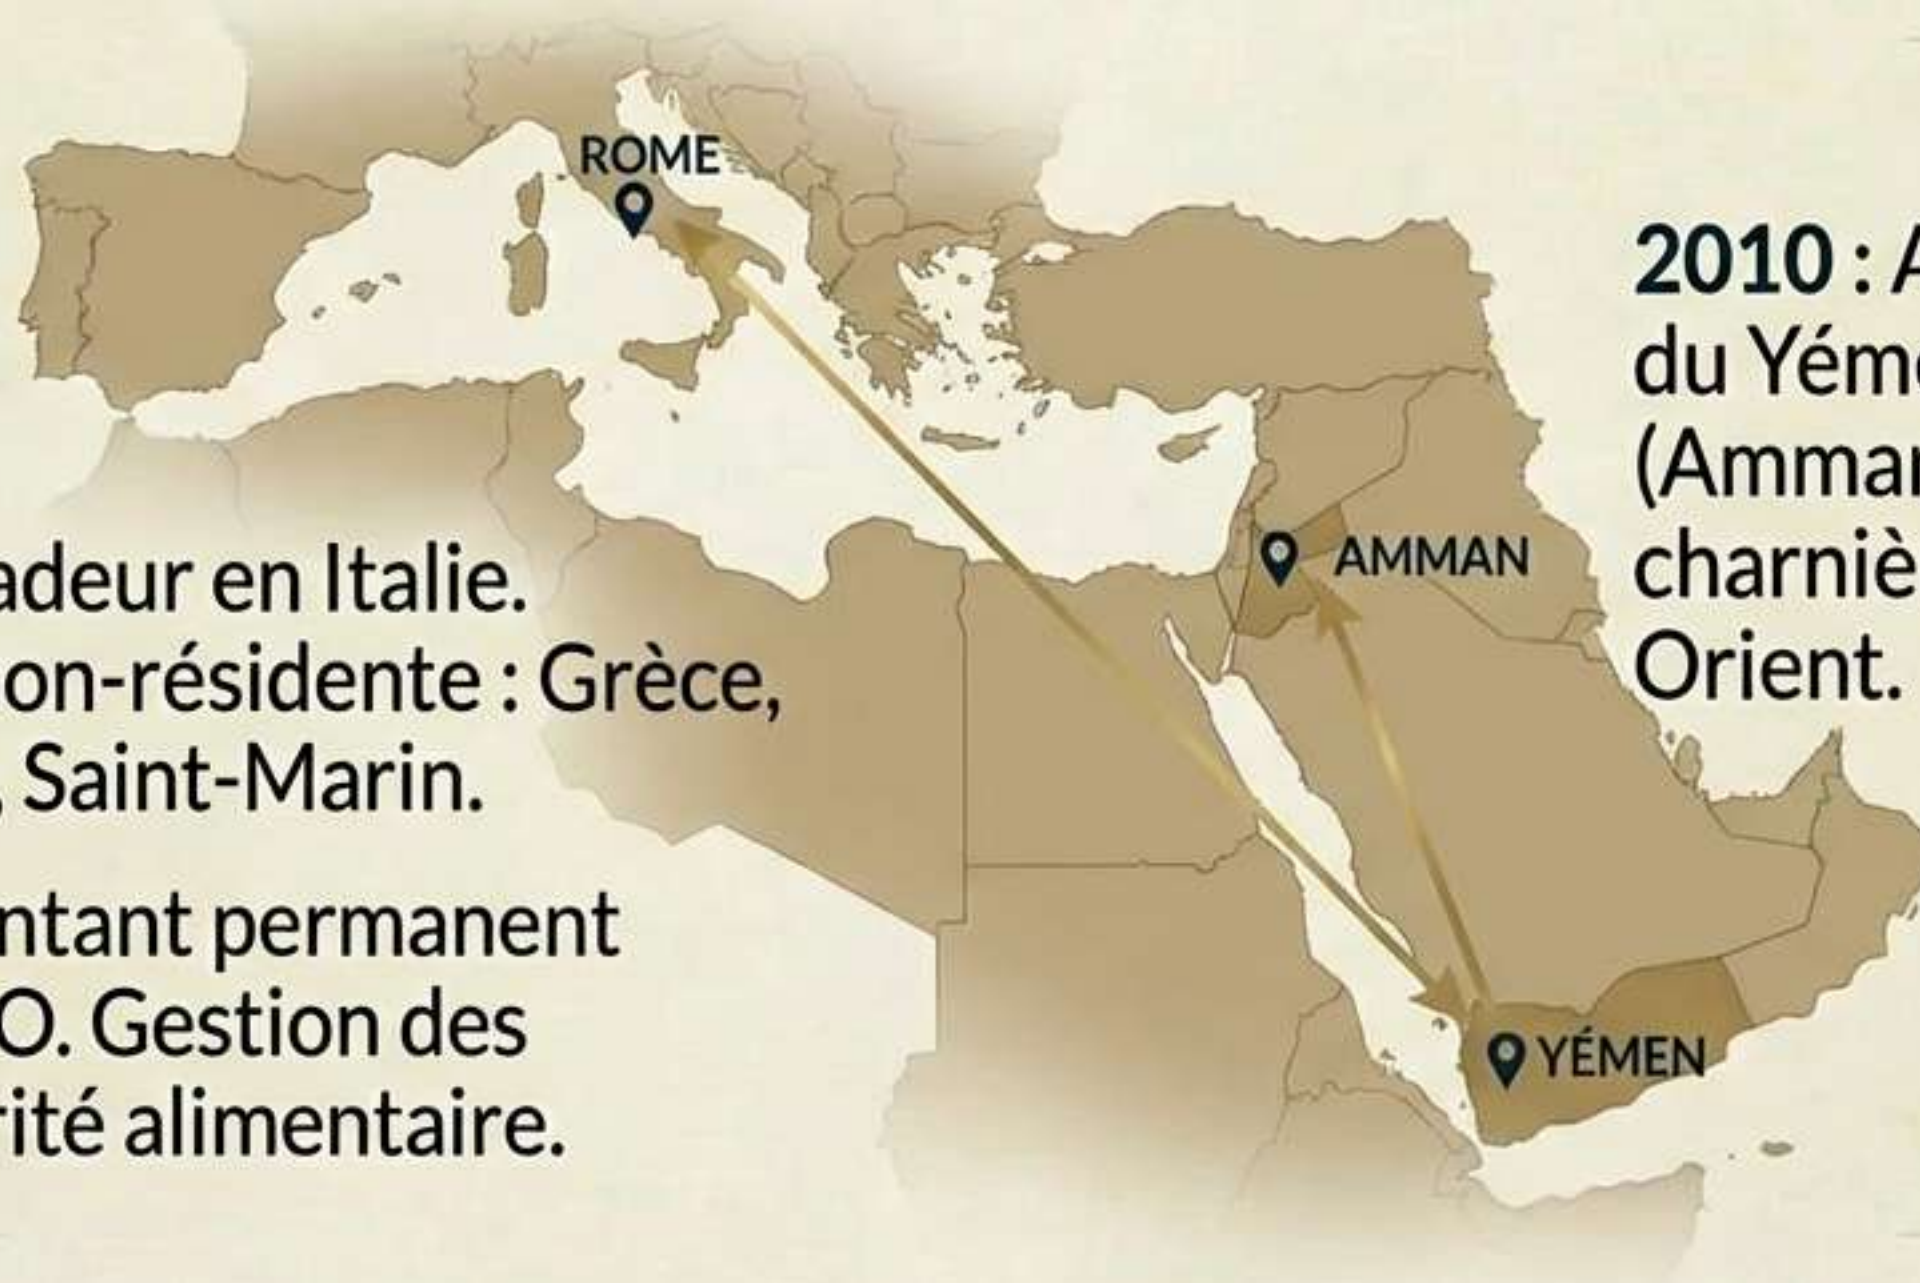 ROME
adeur en Italie.
on-résidente : Grèce,
, Saint-Marin.
ntant permanent
O. Gestion des
rité alimentaire.
AMMAN
YÉMEN
2010 : A
du Yéme
(Amman
charniè
Orient.